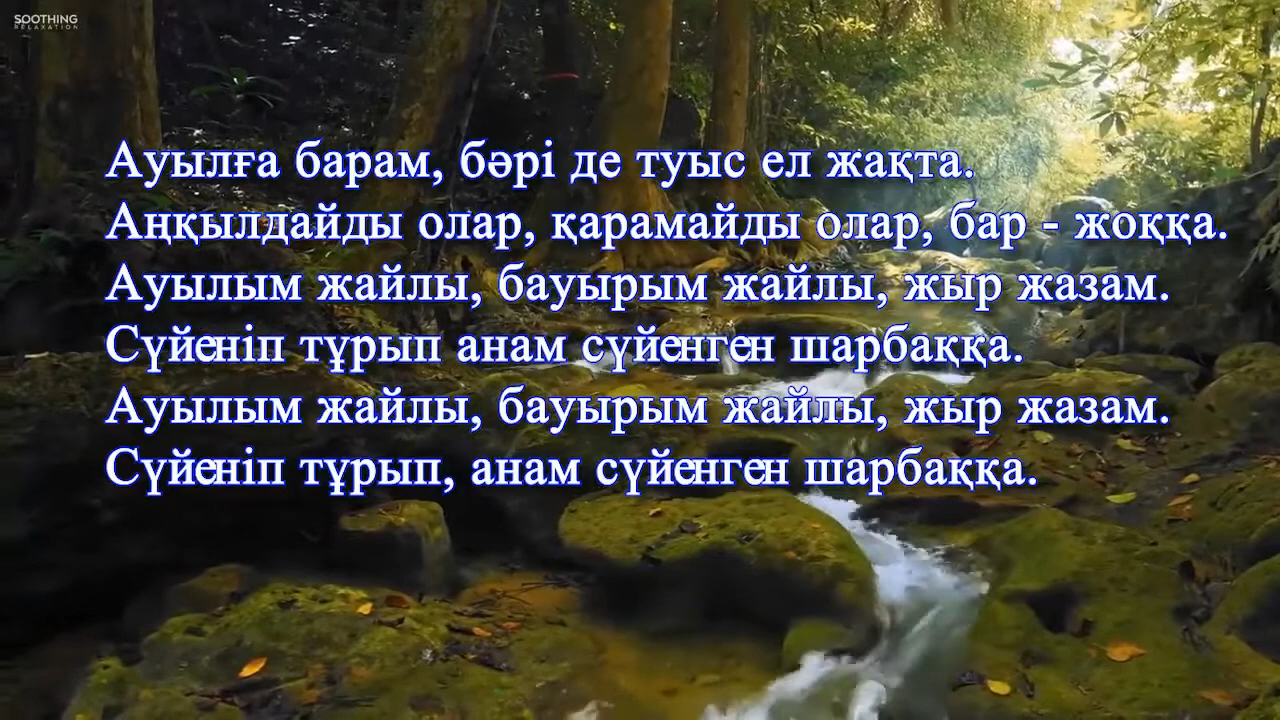 SOOTHING
RELAXATION
Ауылға барам, бәрі де туыс ел жақта.
Аңқылдайды олар, қарамайды олар, бар - жоққа.
Ауылым жайлы, бауырым жайлы, жыр жазам.
Сүйеніп тұрып анам сүйенген шарбаққа.
Ауылым жайлы, бауырым жайлы, жыр жазам.
Сүйеніп тұрып, анам сүйенген шарбаққа.